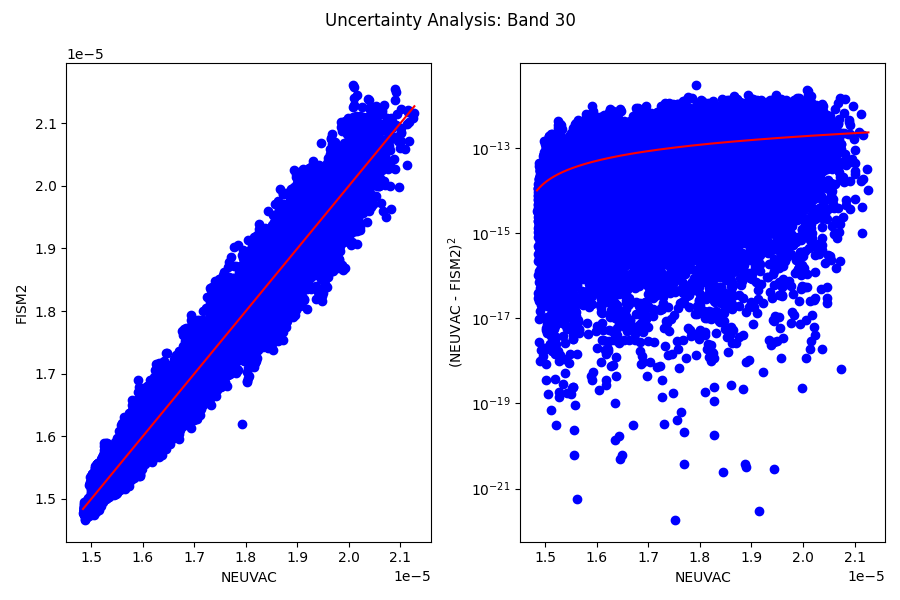 Uncertainty Analysis: Band 30
1e−5
FISM2
2.1
2.0
1.9
1.8
1.7
1.6
1.5
1.5 1.6 1.7 1.8 1.9 2.0 2.1
1e−5
NEUVAC
(NEUVAC - FISM2)²
10⁻¹³
10⁻¹⁵
10⁻¹⁷
10⁻¹⁹
10⁻²¹
1.5 1.6 1.7 1.8 1.9 2.0 2.1
1e−5
NEUVAC